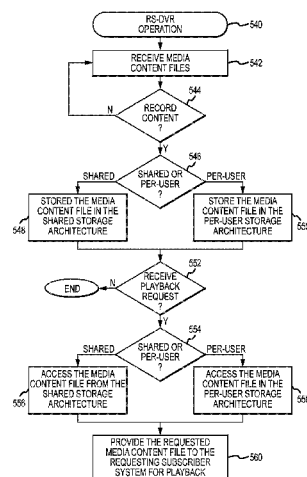 RS-DVR
OPERATION
540
RECEIVE MEDIA
CONTENT FILES
542
544
N
RECORD
CONTENT
?
Y
546
SHARED
SHARED OR
PER-USER
?
PER-USER
STORED THE MEDIA
CONTENT FILE IN THE
SHARED STORAGE
ARCHITECTURE
548
STORE THE MEDIA
CONTENT FILE IN THE
PER-USER STORAGE
ARCHITECTURE
552
END
N
RECEIVE
PLAYBACK
REQUEST
?
Y
554
SHARED
SHARED OR
PER-USER
?
PER-USER
ACCESS THE MEDIA
CONTENT FILE FROM THE
SHARED STORAGE
ARCHITECTURE
556
ACCESS THE MEDIA
CONTENT FILE IN THE
PER-USER STORAGE
ARCHITECTURE
PROVIDE THE REQUESTED
MEDIA CONTENT FILE TO THE
REQUESTING SUBSCRIBER
SYSTEM FOR PLAYBACK
560